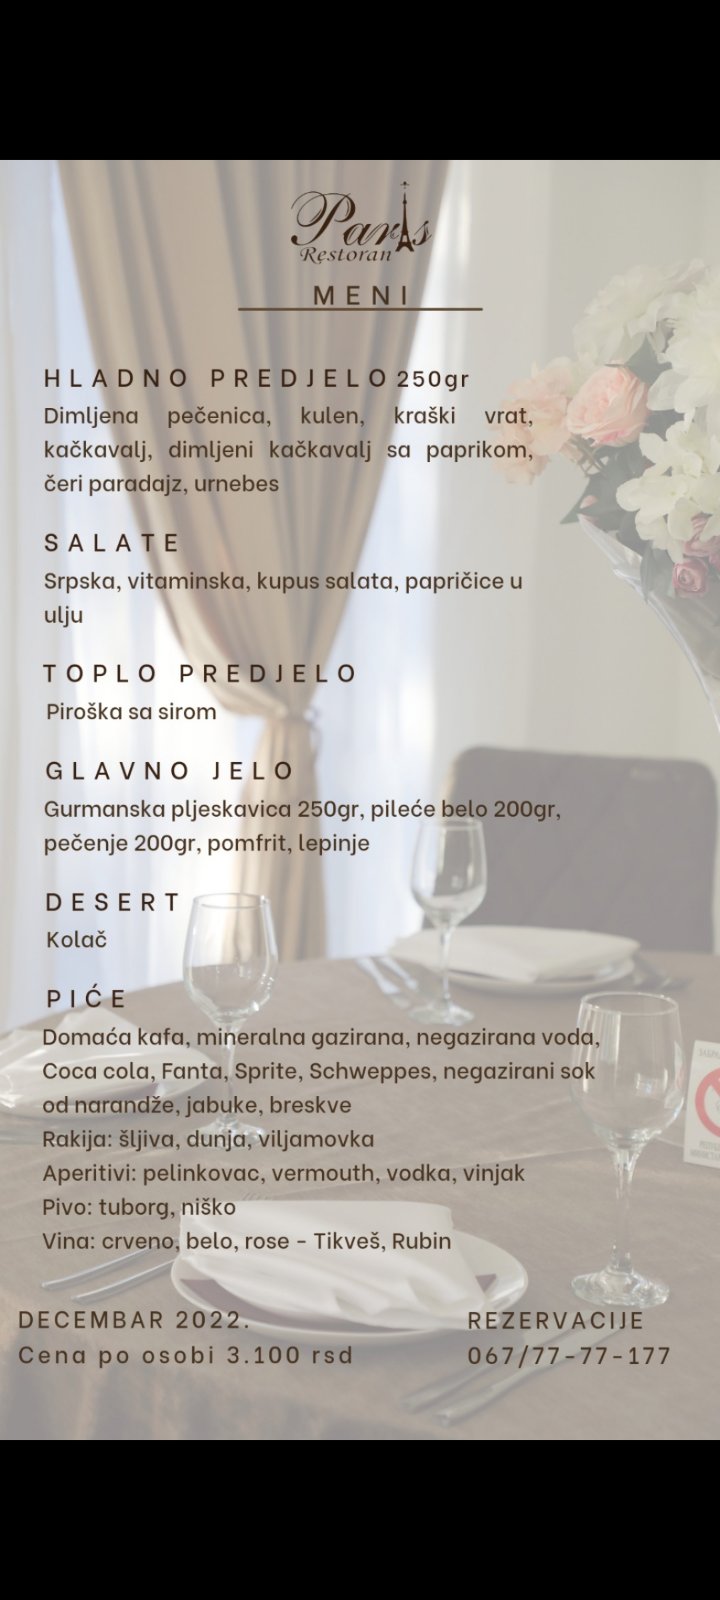 Paris
Restoran
MENI
HLADNO PREDJELO 250gr
Dimljena pečenica, kulen, kraški vrat,
kačkavalj, dimljeni kačkavalj sa paprikom,
čeri paradajz, urnebes
SALATE
Srpska, vitaminska, kupus salata, papričice u
ulju
TOPLO PREDJELO
Piroška sa sirom
GLAVNO JELO
Gurmanska pljeskavica 250gr, pileće belo 200gr,
pečenje 200gr, pomfrit, lepinje
DESERT
Kolač
PIĆE
Domaća kafa, mineralna gazirana, negazirana voda,
Coca cola, Fanta, Sprite, Schweppes, negazirani sok
od narandže, jabuke, breskve
Rakija: šljiva, dunja, viljamovka
Aperitivi: pelinkovac, vermouth, vodka, vinjak
Pivo: tuborg, niško
Vina: crveno, belo, rose - Tikveš, Rubin
DECEMBAR 2022.
Cena po osobi 3.100 rsd
REZERVACIJE
067/77-77-177